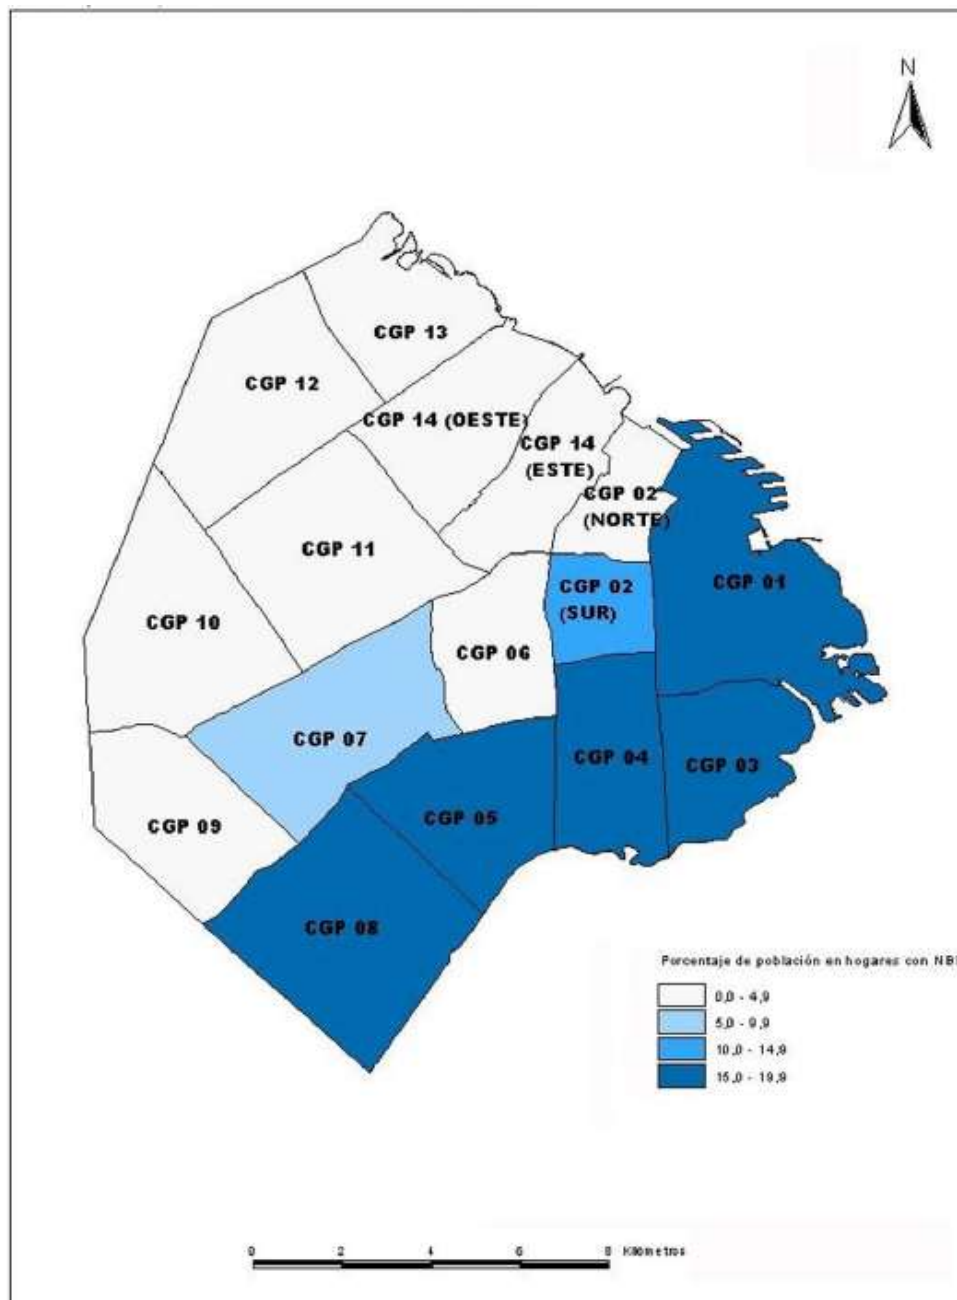 N
CGP 13
CGP 12
CGP 14 (OESTE)
CGP 14
(ESTE)
CGP 02
(NORTE)
CGP 11
CGP 01
CGP 02
(SUR)
CGP 10
CGP 06
CGP 07
CGP 04
CGP 03
CGP 05
CGP 09
CGP 08
Porcentaje de población en hogares con NB
0,0 - 4,9
5,0 - 9,9
10,0 - 14,9
15,0 - 19,9
0 2 4 6 8 Kilómetros